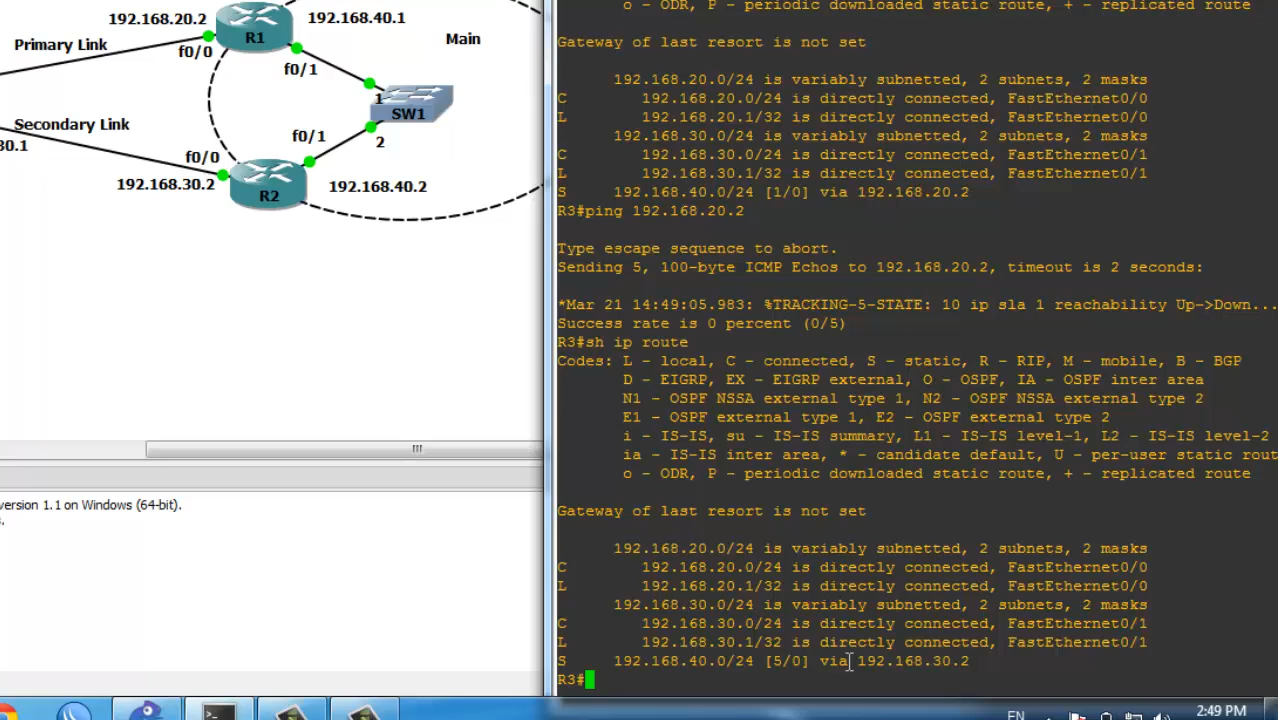 192.168.20.2
192.168.40.1
R1
Primary Link
f0/0
Main
f0/1
1
SW1
Secondary Link
f0/1
30.1
2
f0/0
192.168.30.2
R2
192.168.40.2
version 1.1 on Windows (64-bit).
s.
o - ODR, P - periodic downloaded static route, + - replicated route
Gateway of last resort is not set
192.168.20.0/24 is variably subnetted, 2 subnets, 2 masks
C 192.168.20.0/24 is directly connected, FastEthernet0/0
L 192.168.20.1/32 is directly connected, FastEthernet0/0
192.168.30.0/24 is variably subnetted, 2 subnets, 2 masks
C 192.168.30.0/24 is directly connected, FastEthernet0/1
L 192.168.30.1/32 is directly connected, FastEthernet0/1
S 192.168.40.0/24 [1/0] via 192.168.20.2
R3#ping 192.168.20.2
Type escape sequence to abort.
Sending 5, 100-byte ICMP Echos to 192.168.20.2, timeout is 2 seconds:
*Mar 21 14:49:05.983: %TRACKING-5-STATE: 10 ip sla 1 reachability Up->Down...
Success rate is 0 percent (0/5)
R3#sh ip route
Codes: L - local, C - connected, S - static, R - RIP, M - mobile, B - BGP
D - EIGRP, EX - EIGRP external, O - OSPF, IA - OSPF inter area
N1 - OSPF NSSA external type 1, N2 - OSPF NSSA external type 2
E1 - OSPF external type 1, E2 - OSPF external type 2
i - IS-IS, su - IS-IS summary, L1 - IS-IS level-1, L2 - IS-IS level-2
ia - IS-IS inter area, * - candidate default, U - per-user static rout
o - ODR, P - periodic downloaded static route, + - replicated route
Gateway of last resort is not set
192.168.20.0/24 is variably subnetted, 2 subnets, 2 masks
C 192.168.20.0/24 is directly connected, FastEthernet0/0
L 192.168.20.1/32 is directly connected, FastEthernet0/0
192.168.30.0/24 is variably subnetted, 2 subnets, 2 masks
C 192.168.30.0/24 is directly connected, FastEthernet0/1
L 192.168.30.1/32 is directly connected, FastEthernet0/1
S 192.168.40.0/24 [5/0] via 192.168.30.2
R3#
EN
2:49 PM